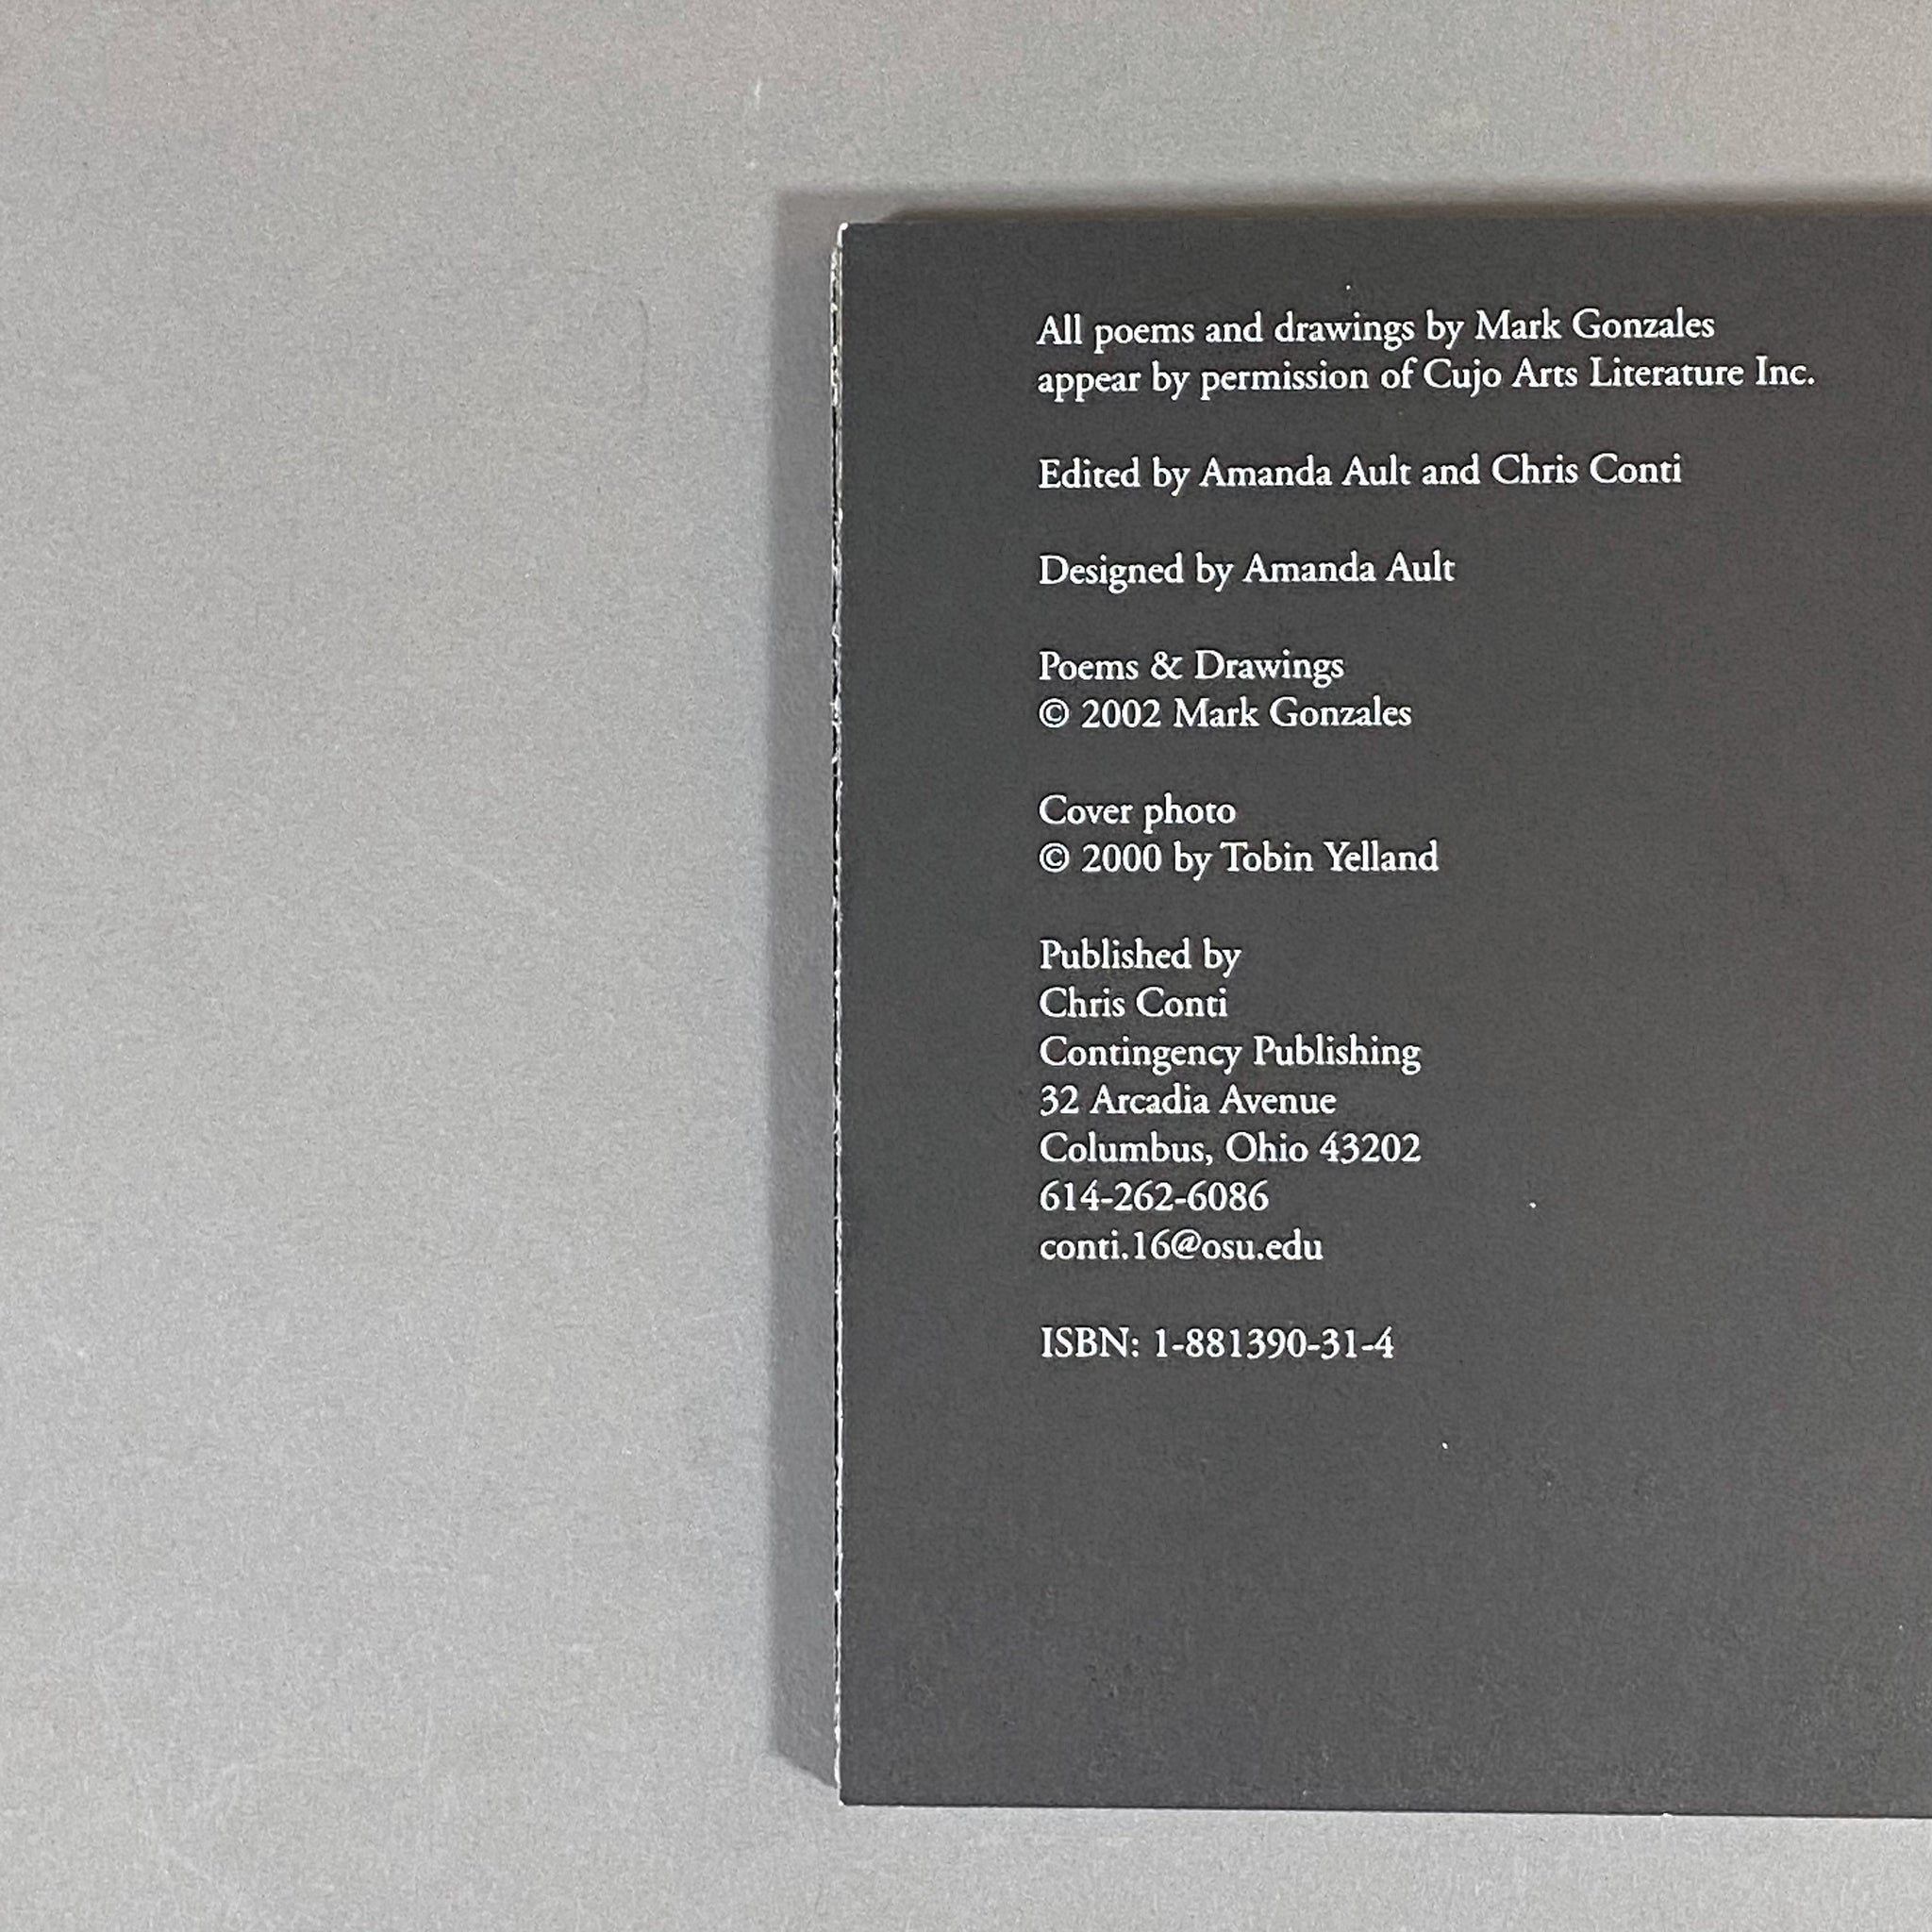 All poems and drawings by Mark Gonzales
appear by permission of Cujo Arts Literature Inc.
Edited by Amanda Ault and Chris Conti
Designed by Amanda Ault
Poems & Drawings
© 2002 Mark Gonzales
Cover photo
© 2000 by Tobin Yelland
Published by
Chris Conti
Contingency Publishing
32 Arcadia Avenue
Columbus, Ohio 43202
614-262-6086
conti.16@osu.edu
ISBN: 1-881390-31-4